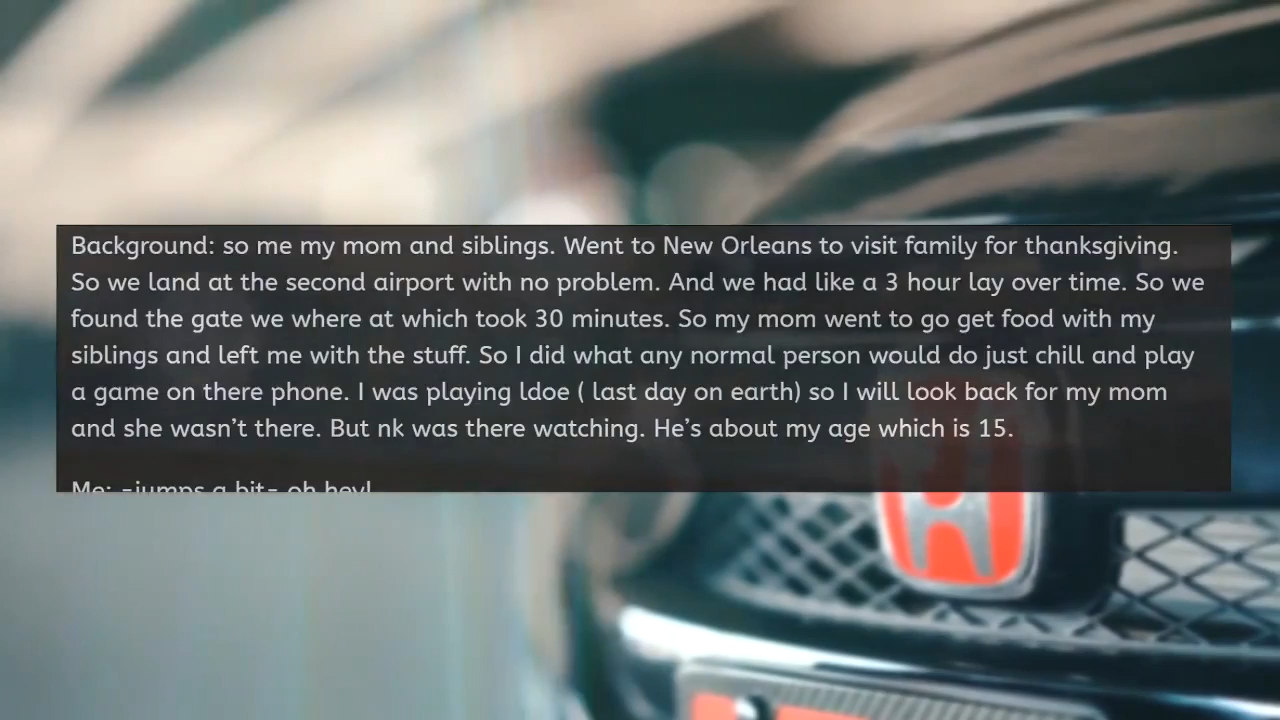 Background: so me my mom and siblings. Went to New Orleans to visit family for thanksgiving.
So we land at the second airport with no problem. And we had like a 3 hour lay over time. So we
found the gate we where at which took 30 minutes. So my mom went to go get food with my
siblings and left me with the stuff. So I did what any normal person would do just chill and play
a game on there phone. I was playing ldoe ( last day on earth) so I will look back for my mom
and she wasn’t there. But nk was there watching. He’s about my age which is 15.
Me: -jumps a bit- oh hey!